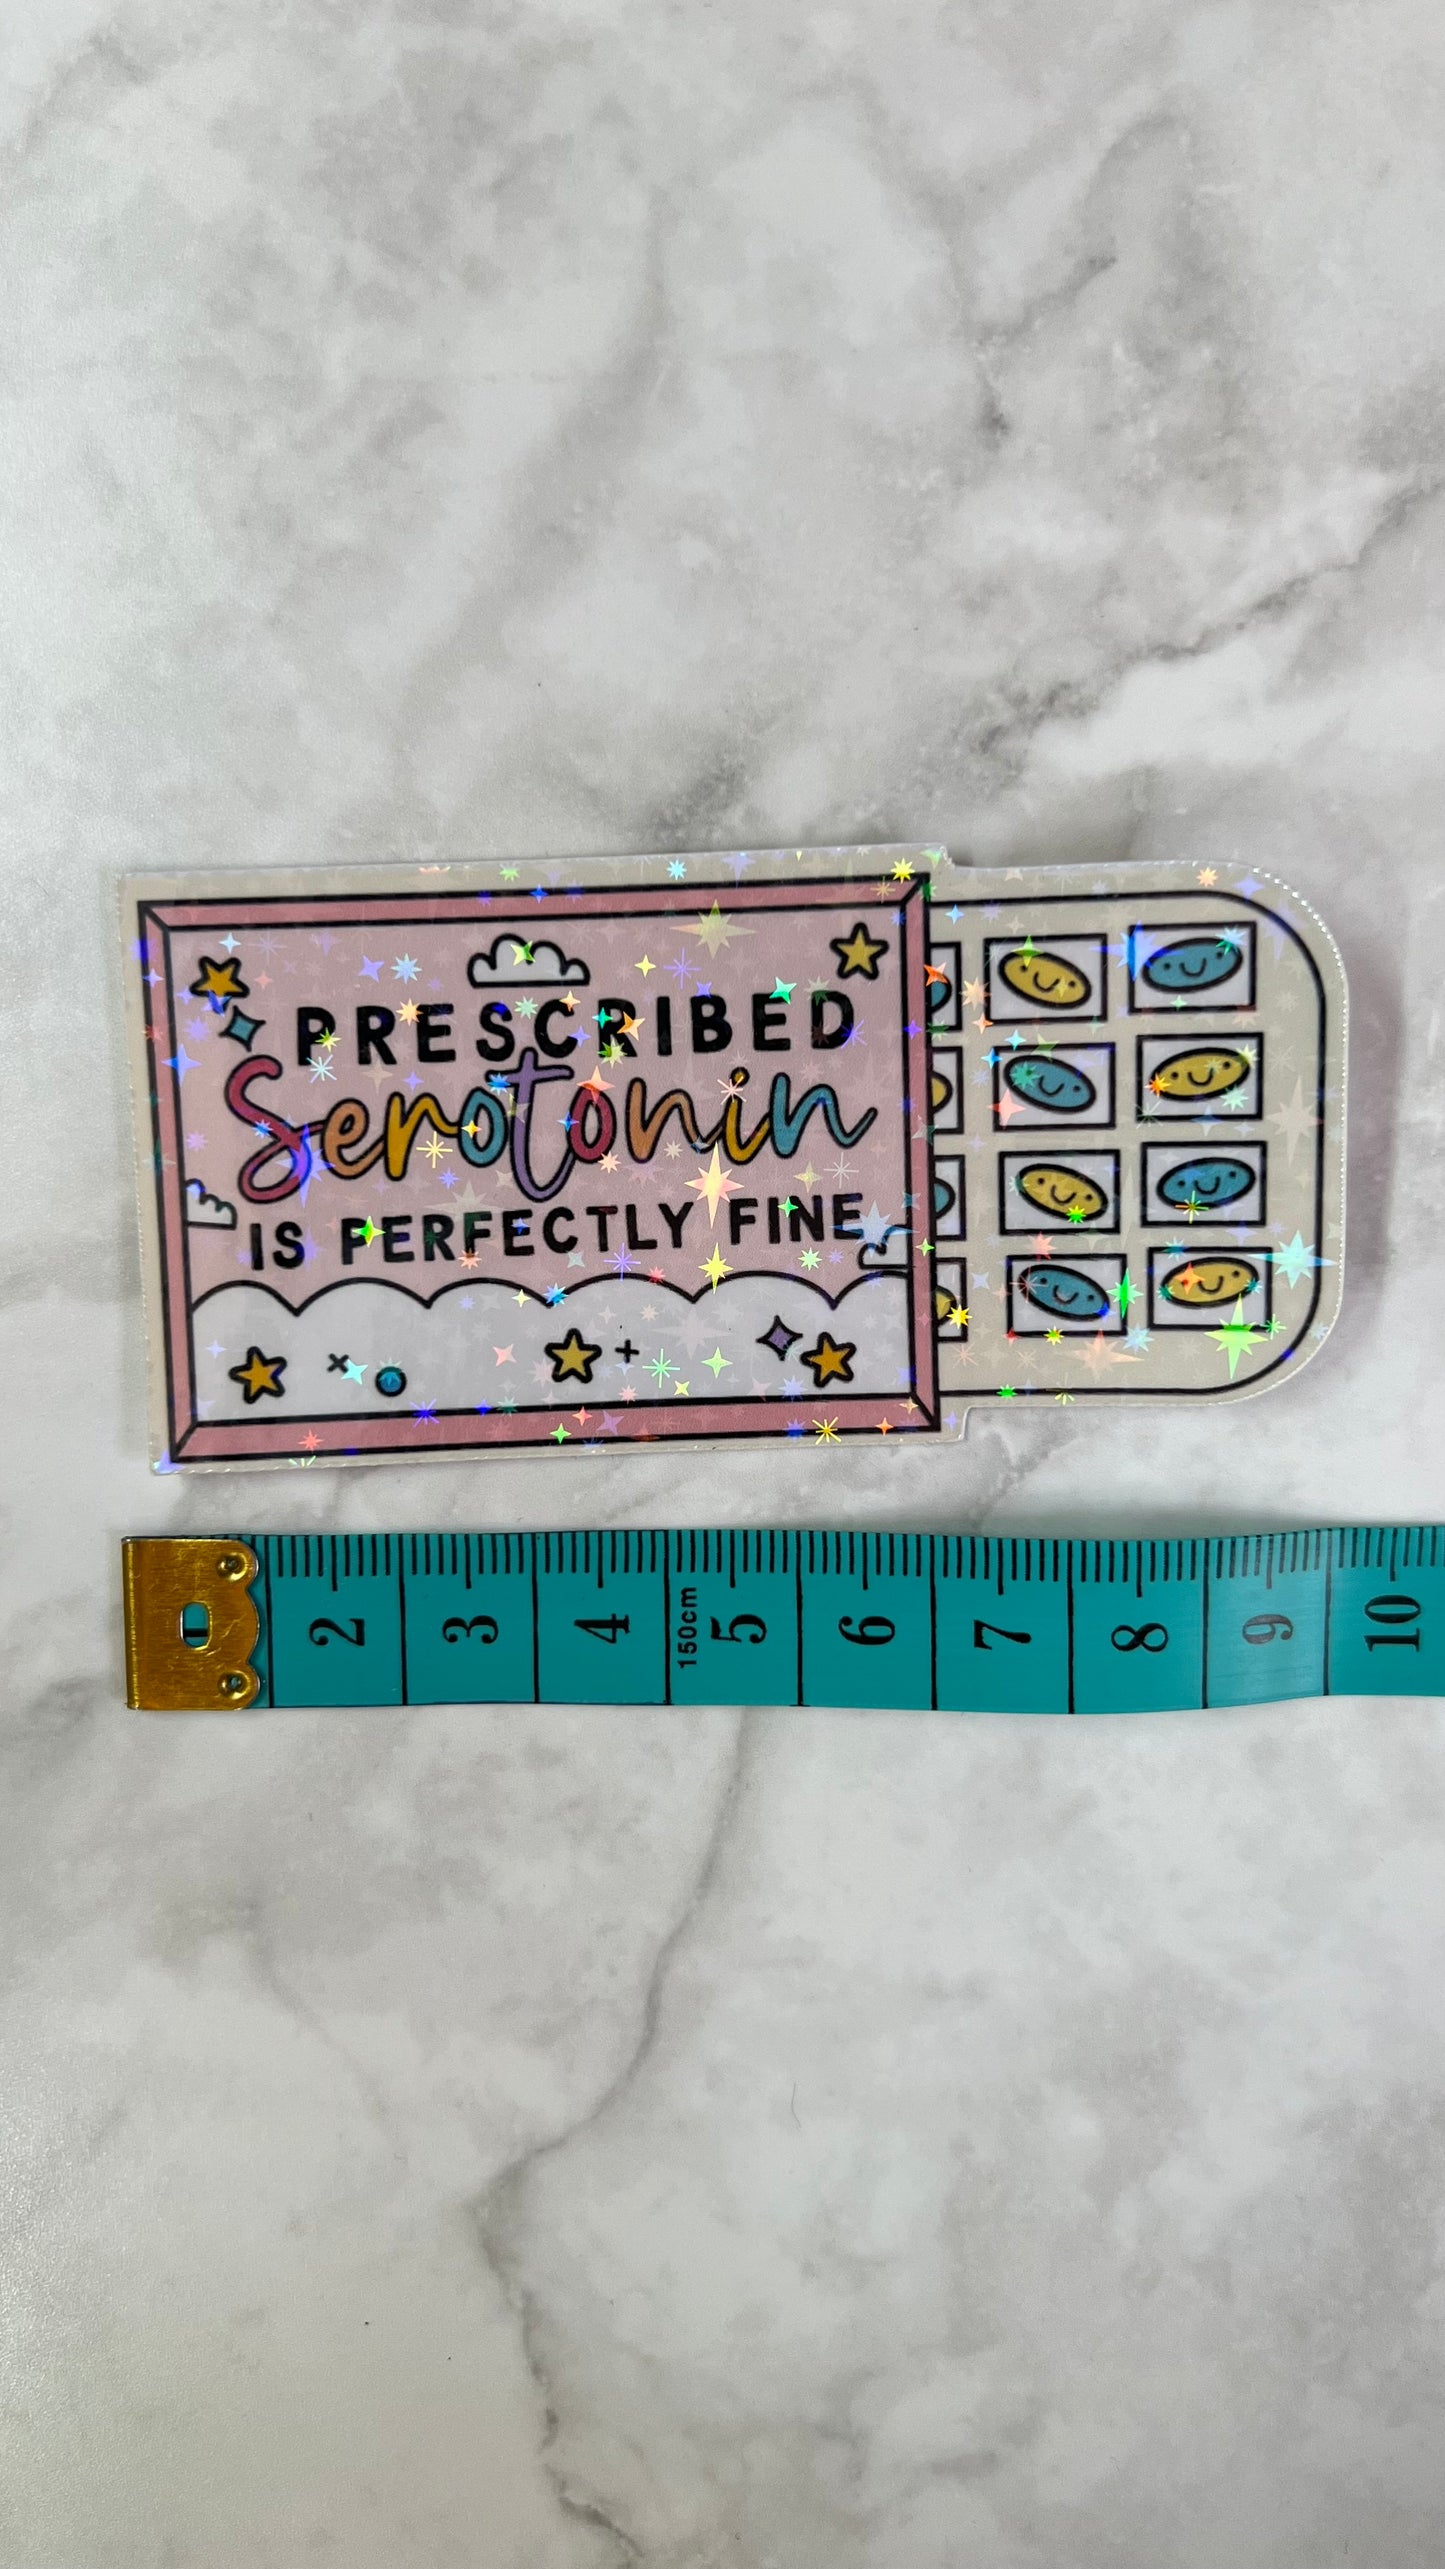 PRESCRIBED
Serotonin
IS PERFECTLY FINE
2 3 4 150cm 5 6 7 8 9 10